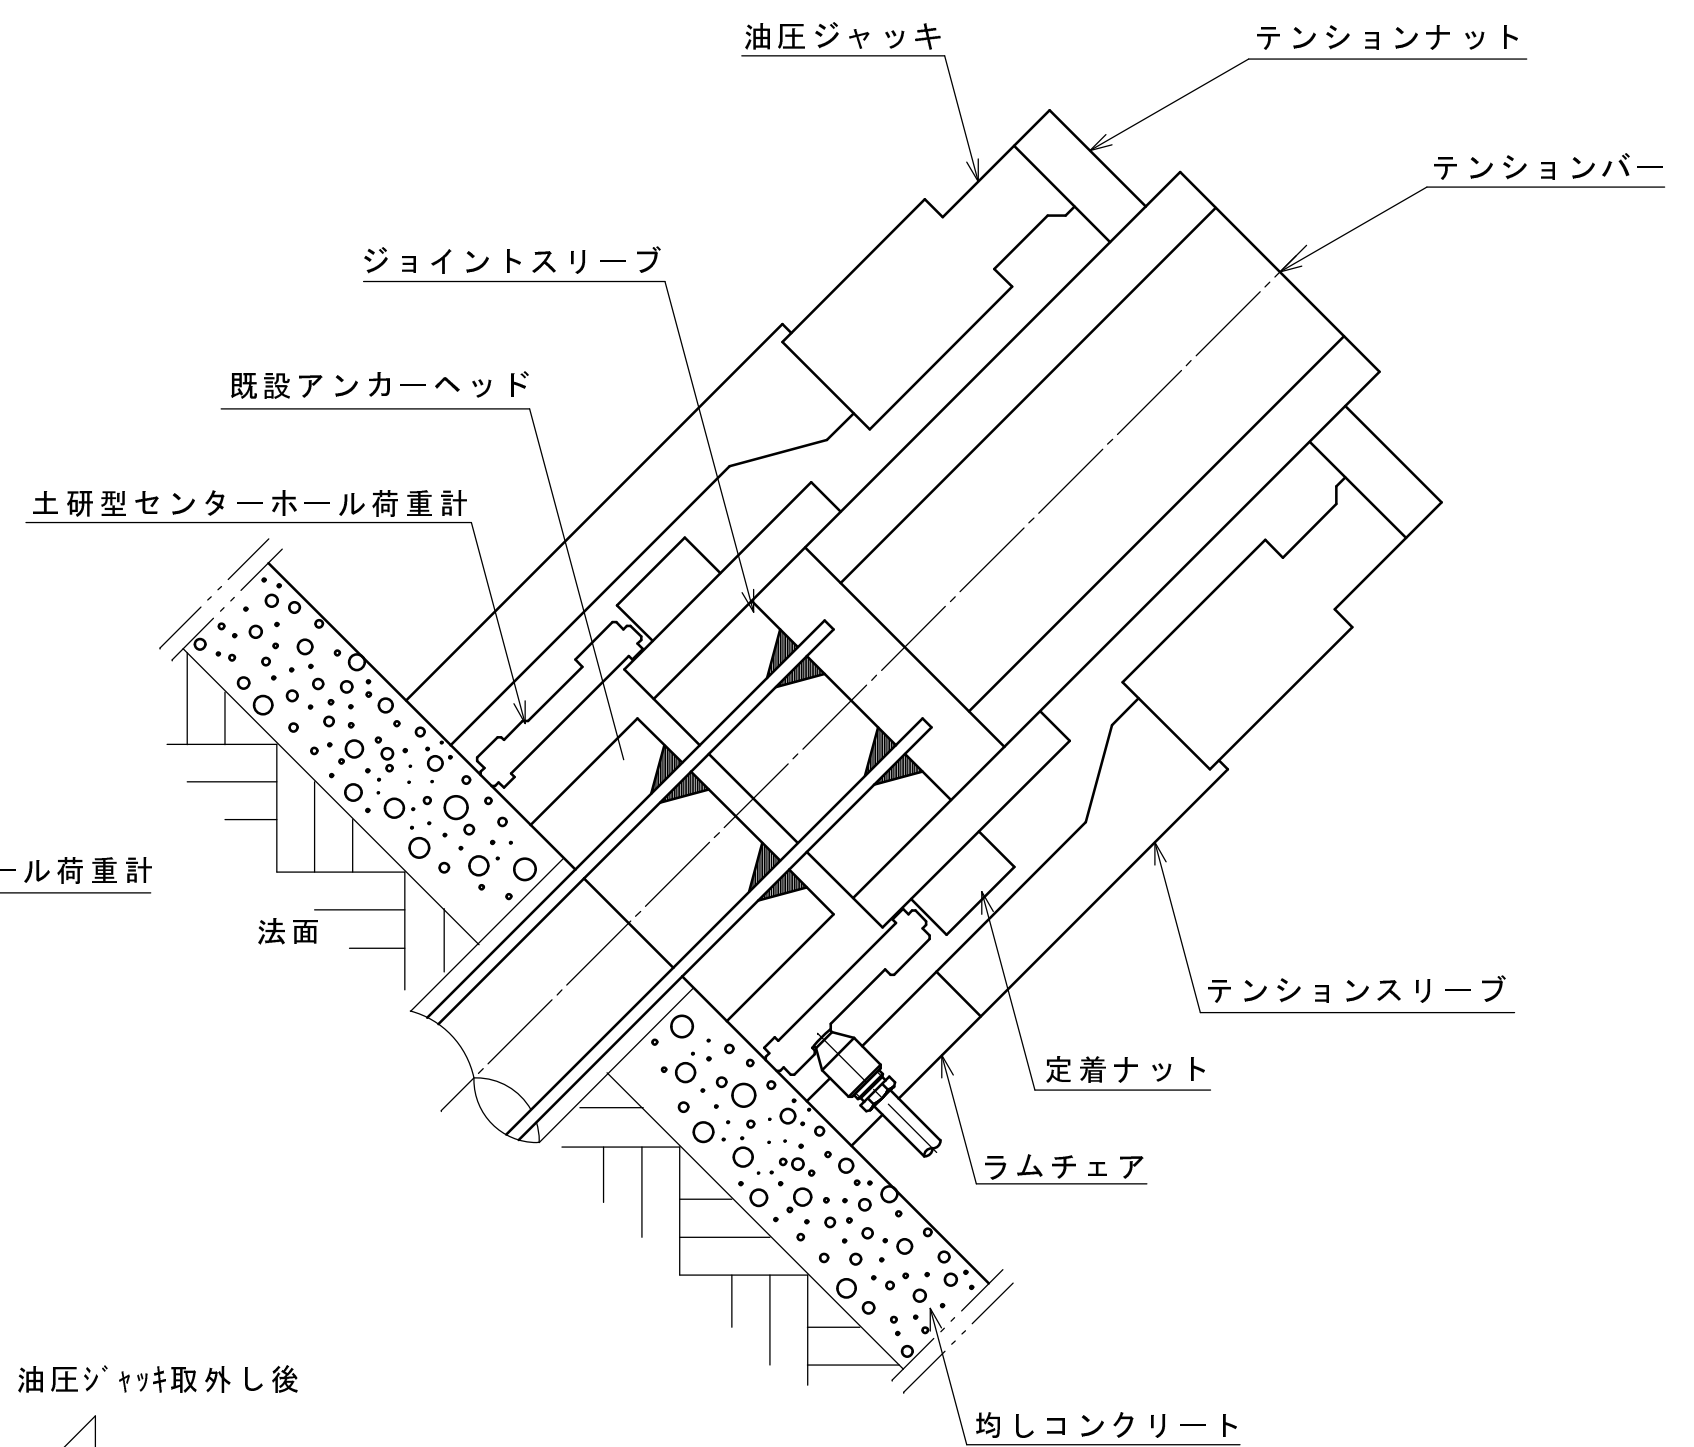 油圧ジャッキ
テンションナット
テンションバー
ジョイントスリーブ
既設アンカーヘッド
土研型センターホール荷重計
ール荷重計
法面
テンションスリーブ
定着ナット
ラムチェア
油圧ｼﾞｬｯｷ取外し後
均しコンクリート